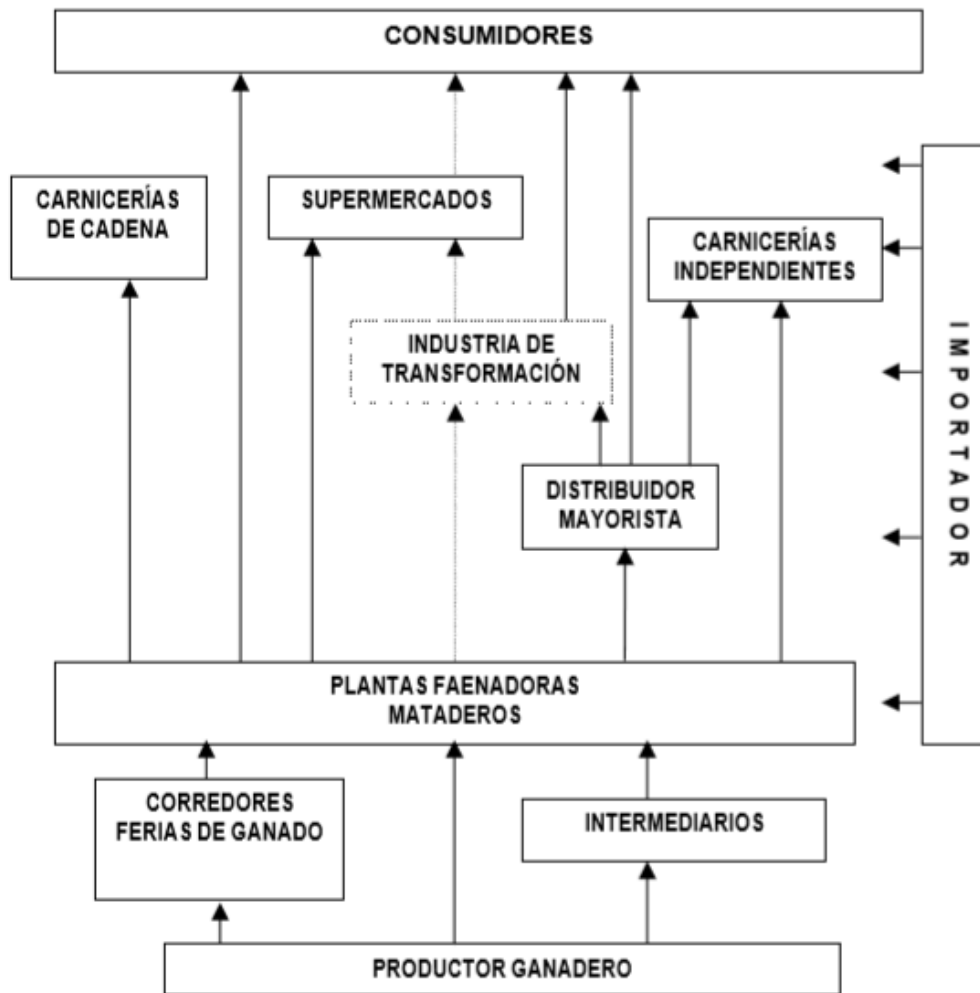 CONSUMIDORES
CARNICERÍAS
DE CADENA
SUPERMERCADOS
CARNICERÍAS
INDEPENDIENTES
INDUSTRIA DE
TRANSFORMACIÓN
IMPORTADOR
DISTRIBUIDOR
MAYORISTA
PLANTAS FAENADORAS
MATADEROS
CORREDORES
FERIAS DE GANADO
INTERMEDIARIOS
PRODUCTOR GANADERO